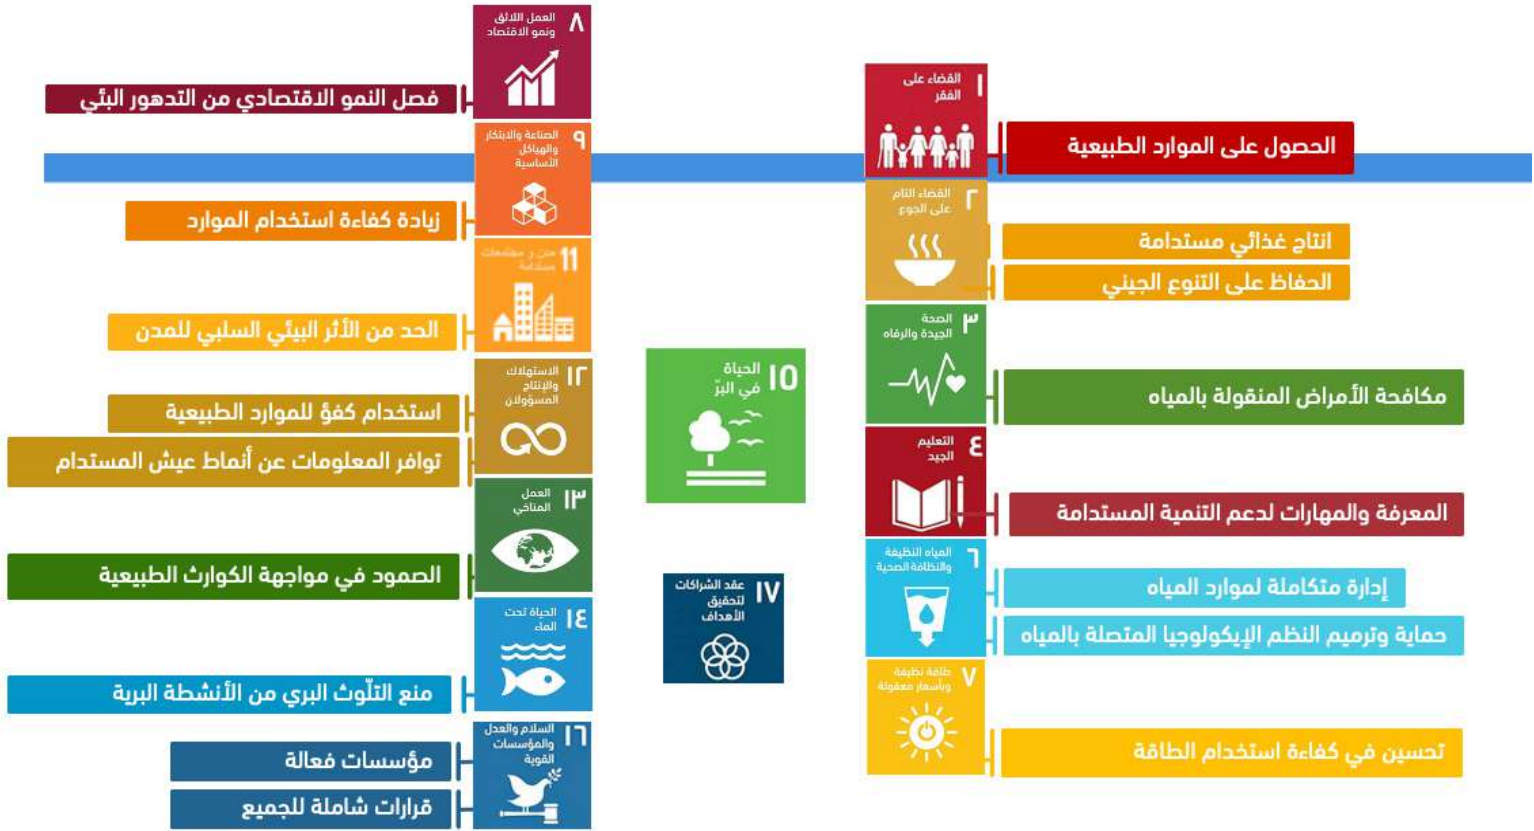 ١
القضاء على
الفقر
الحصول على الموارد الطبيعية
٢
القضاء التام
على الجوع
انتاج غذائي مستدامة
الحفاظ على التنوع الجيني
٣
الصحة
الجيدة والرفاه
مكافحة الأمراض المنقولة بالمياه
٤
التعليم
الجيد
المعرفة والمهارات لدعم التنمية المستدامة
٦
المياه النظيفة
والنظافة الصحية
إدارة متكاملة لموارد المياه
حماية وترميم النظم الإيكولوجيا المتصلة بالمياه
٧
طاقة نظيفة
وبأسعار معقولة
تحسين في كفاءة استخدام الطاقة
١٥
الحياة
في البرّ
١٧
عقد الشراكات
لتحقيق
الأهداف
٨
العمل اللائق
ونمو الاقتصاد
فصل النمو الاقتصادي من التدهور البئي
٩
الصناعة والابتكار
والهياكل
الأساسية
زيادة كفاءة استخدام الموارد
11
مدن و مجتمعات
مستدامة
الحد من الأثر البيئي السلبي للمدن
١٢
الاستهلاك
والإنتاج
المسؤولان
استخدام كفؤ للموارد الطبيعية
توافر المعلومات عن أنماط عيش المستدام
١٣
العمل
المناخي
الصمود في مواجهة الكوارث الطبيعية
١٤
الحياة تحت
الماء
منع التلّوث البري من الأنشطة البرية
١٦
السلام والعدل
والمؤسسات
القوية
مؤسسات فعالة
قرارات شاملة للجميع